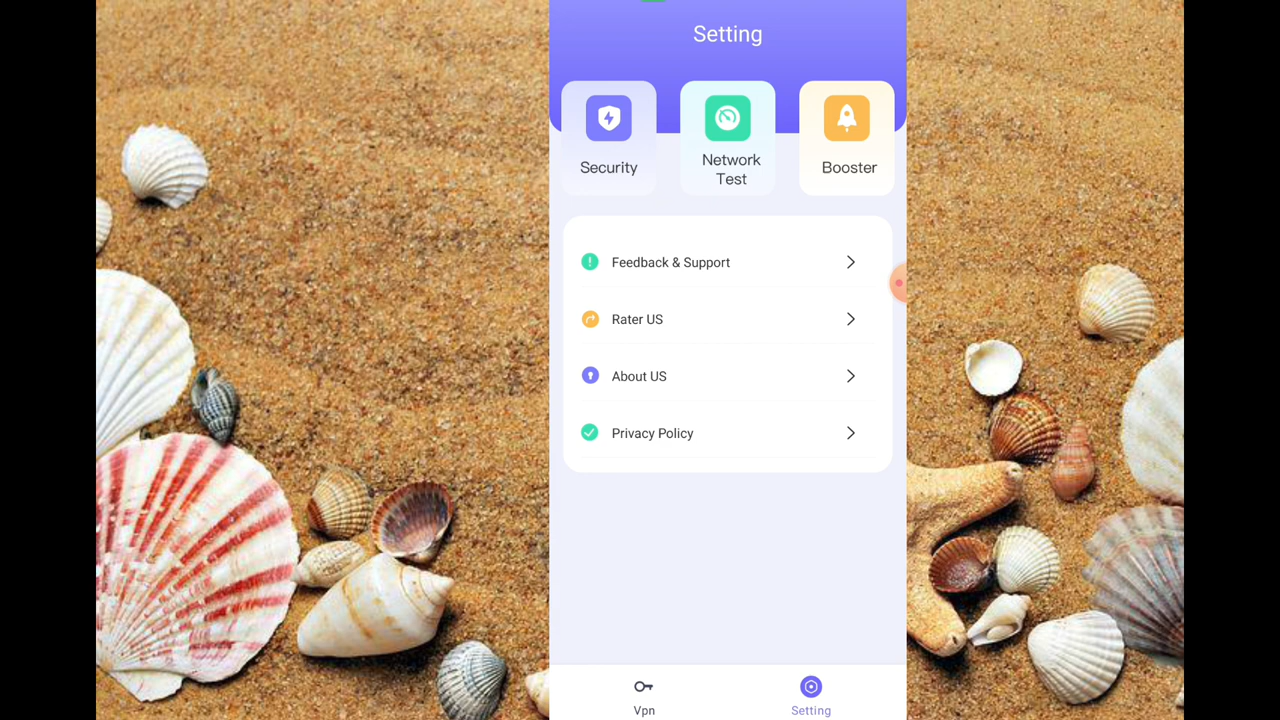 Setting
Security
Network
Test
Booster
Feedback & Support
Rater US
About US
Privacy Policy
Vpn
Setting